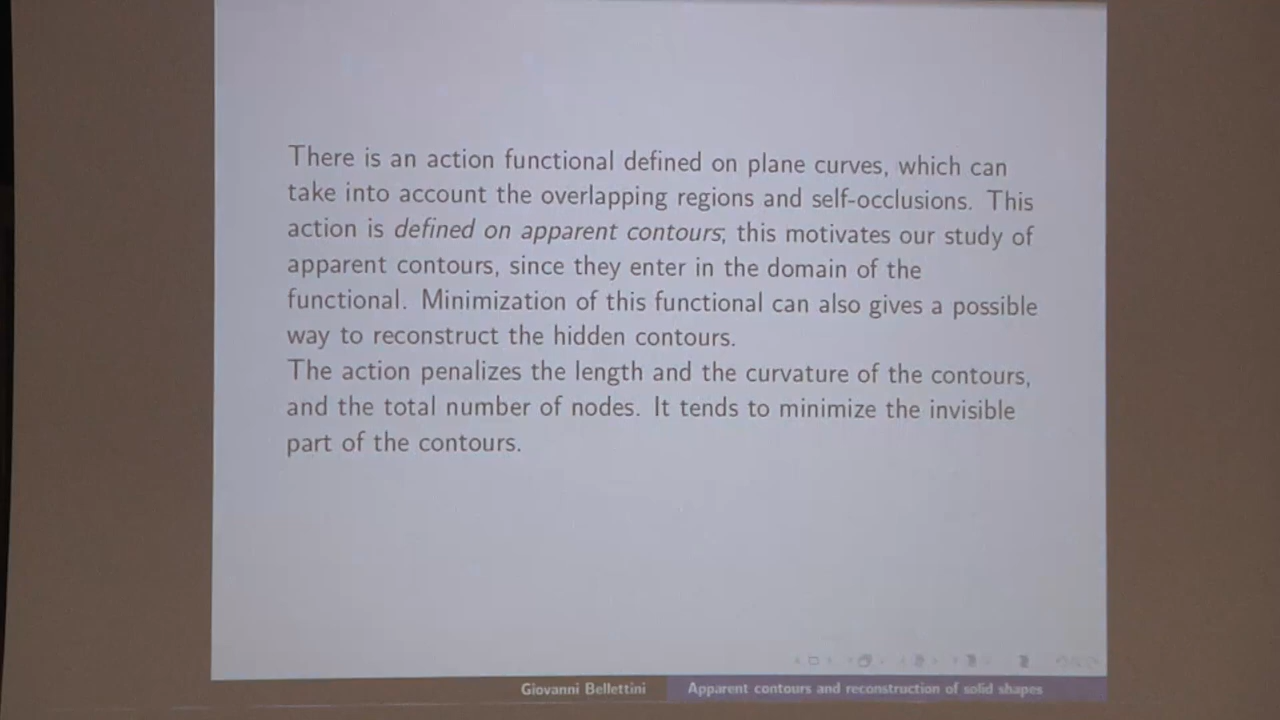 There is an action functional defined on plane curves, which can
take into account the overlapping regions and self-occlusions. This
action is defined on apparent contours; this motivates our study of
apparent contours, since they enter in the domain of the
functional. Minimization of this functional can also gives a possible
way to reconstruct the hidden contours.
The action penalizes the length and the curvature of the contours,
and the total number of nodes. It tends to minimize the invisible
part of the contours.
Giovanni Bellettini
Apparent contours and reconstruction of solid shapes